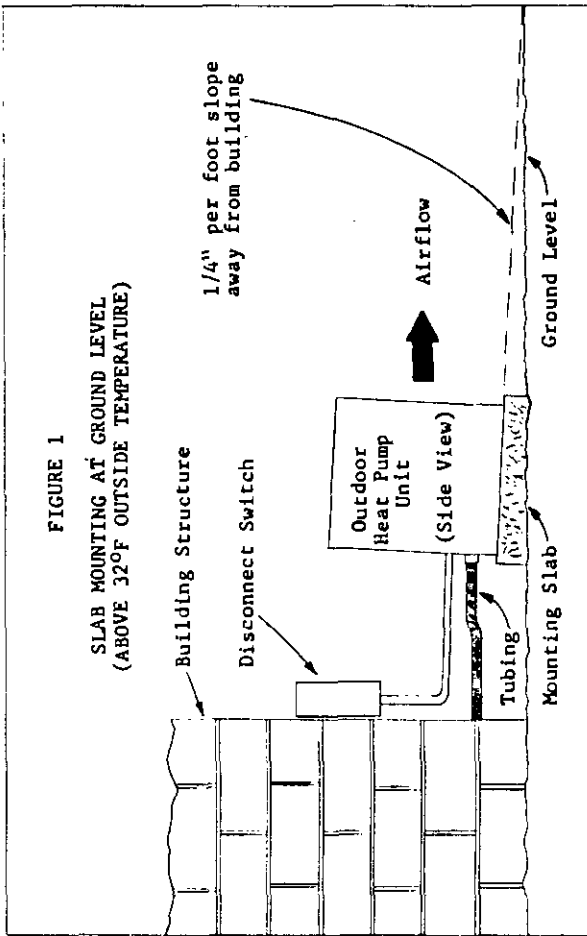 FIGURE 1
SLAB MOUNTING AT GROUND LEVEL
(ABOVE 32°F OUTSIDE TEMPERATURE)
Building Structure
Disconnect Switch
1/4" per foot slope
away from building
Outdoor
Heat Pump
Unit
(Side View)
Airflow
Tubing
Mounting Slab
Ground Level